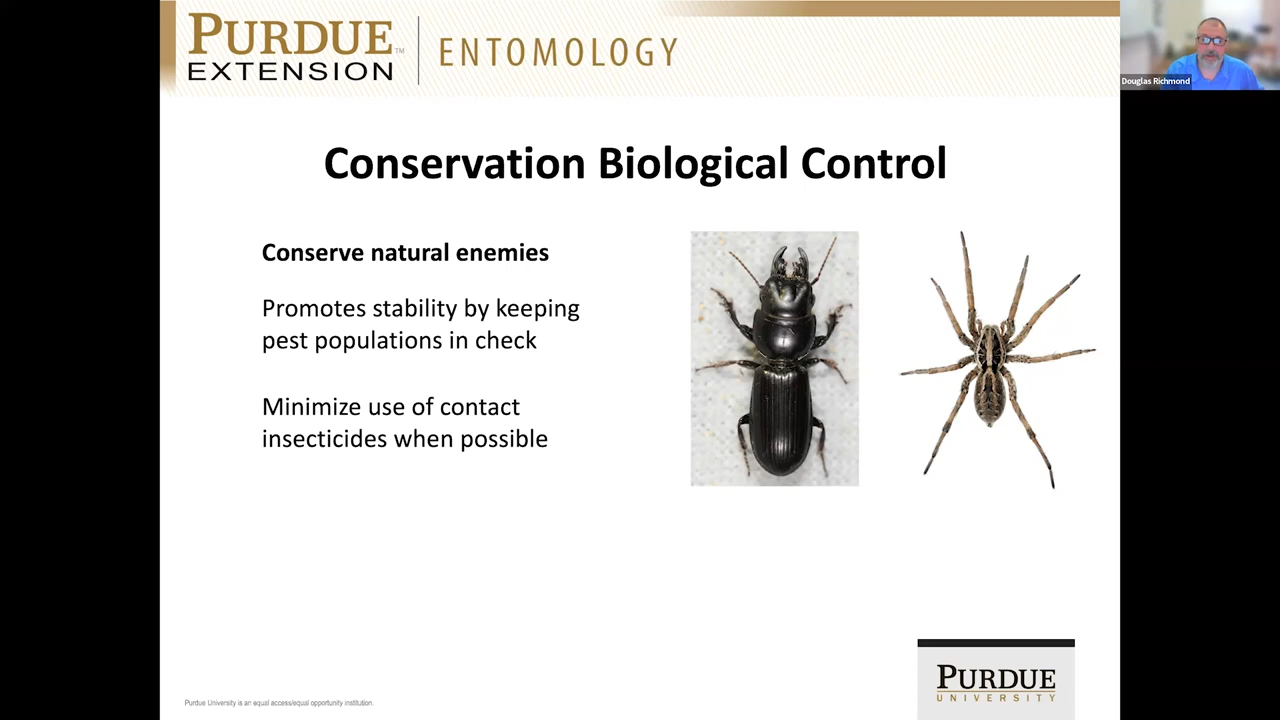 PURDUE TM
EXTENSION
ENTOMOLOGY
Douglas Richmond
Conservation Biological Control
Conserve natural enemies
Promotes stability by keeping
pest populations in check
Minimize use of contact
insecticides when possible
PURDUE
UNIVERSITY
Purdue University is an equal access/equal opportunity institution.